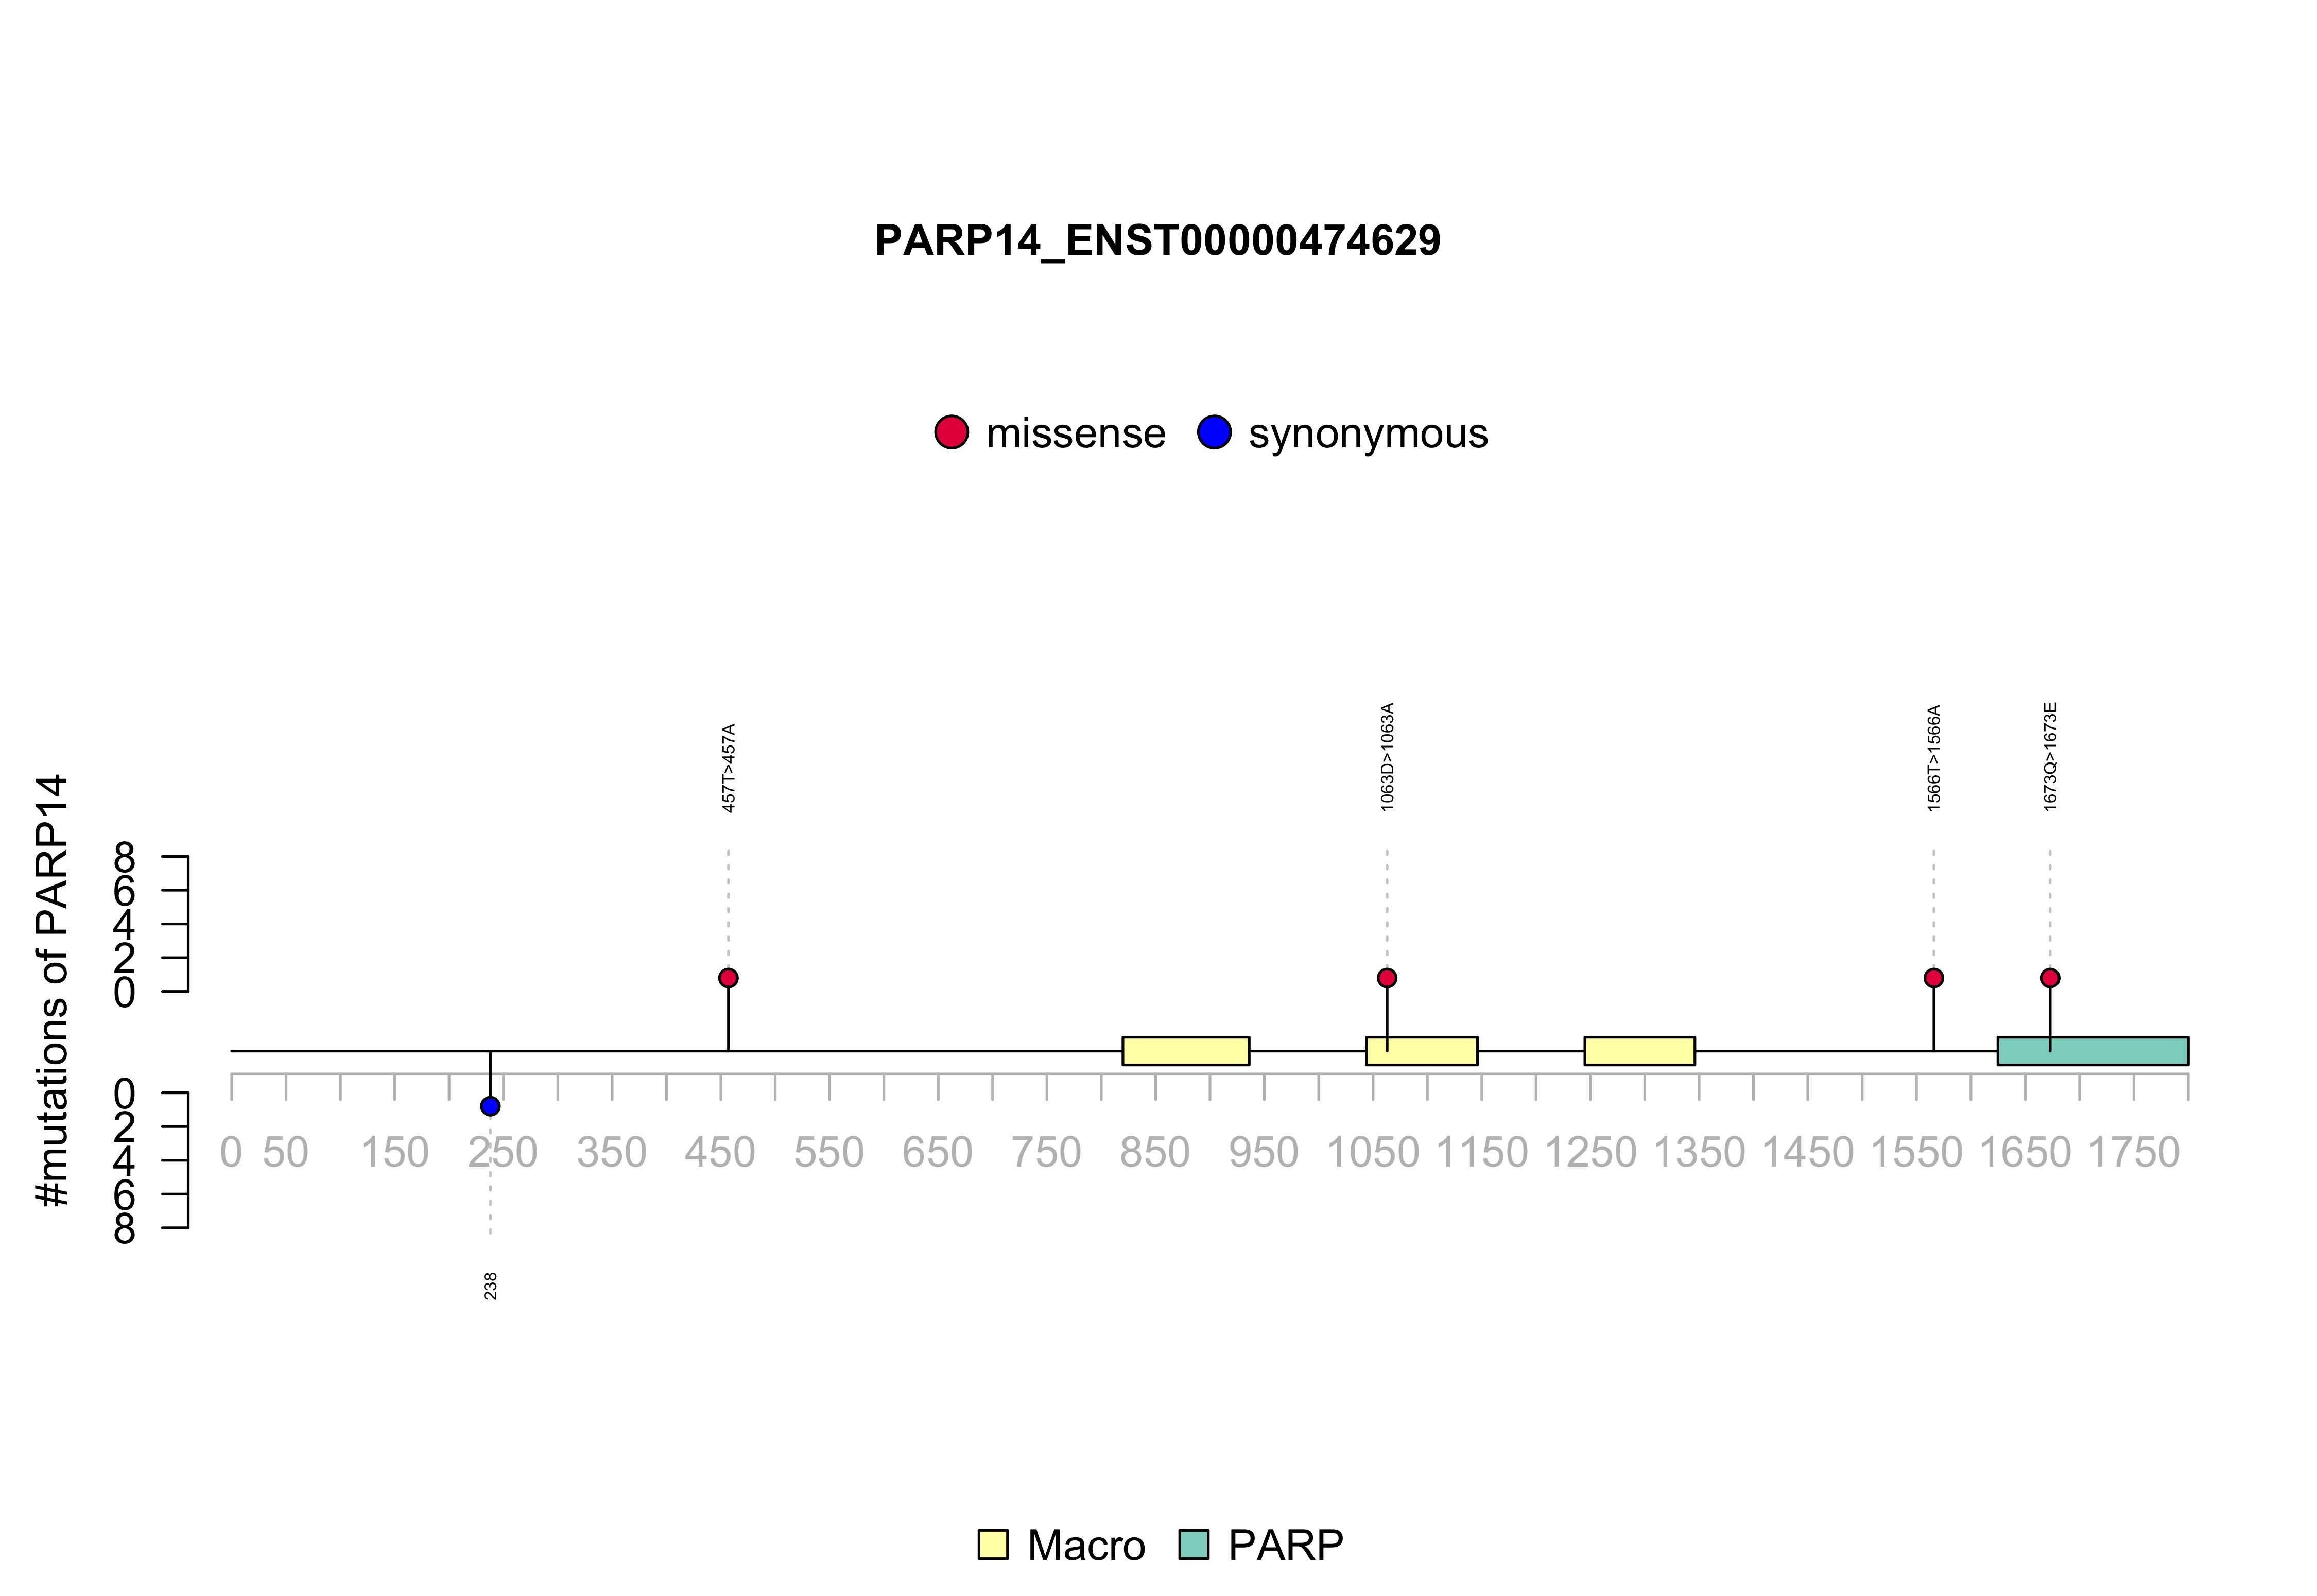 PARP14_ENST00000474629
missense synonymous
457T>457A
1063D>1063A
1566T>1566A
1673Q>1673E
#mutations of PARP14
8
6
4
2
0
0
2
4
6
8
0 50 150 250 350 450 550 650 750 850 950 1050 1150 1250 1350 1450 1550 1650 1750
238
Macro PARP